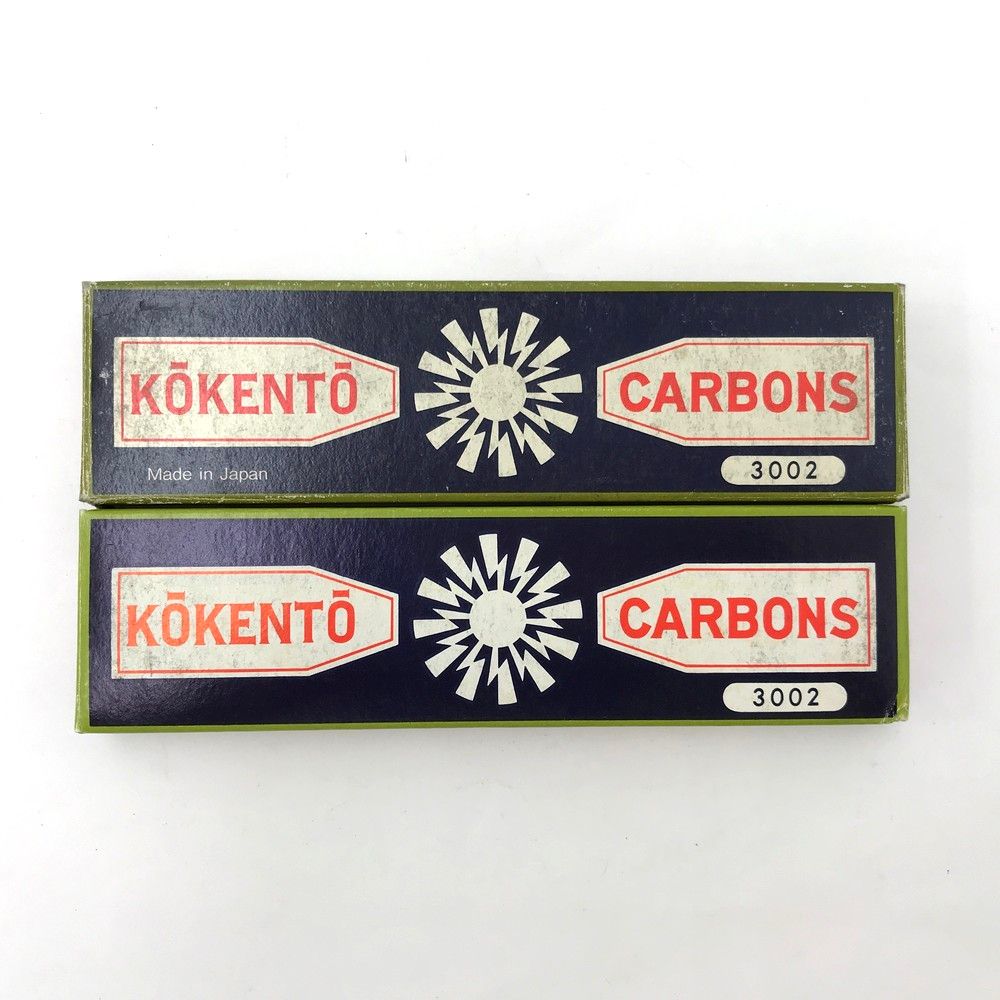 KŌKENTŌ CARBONS
Made in Japan 3002
KŌKENTŌ CARBONS
3002